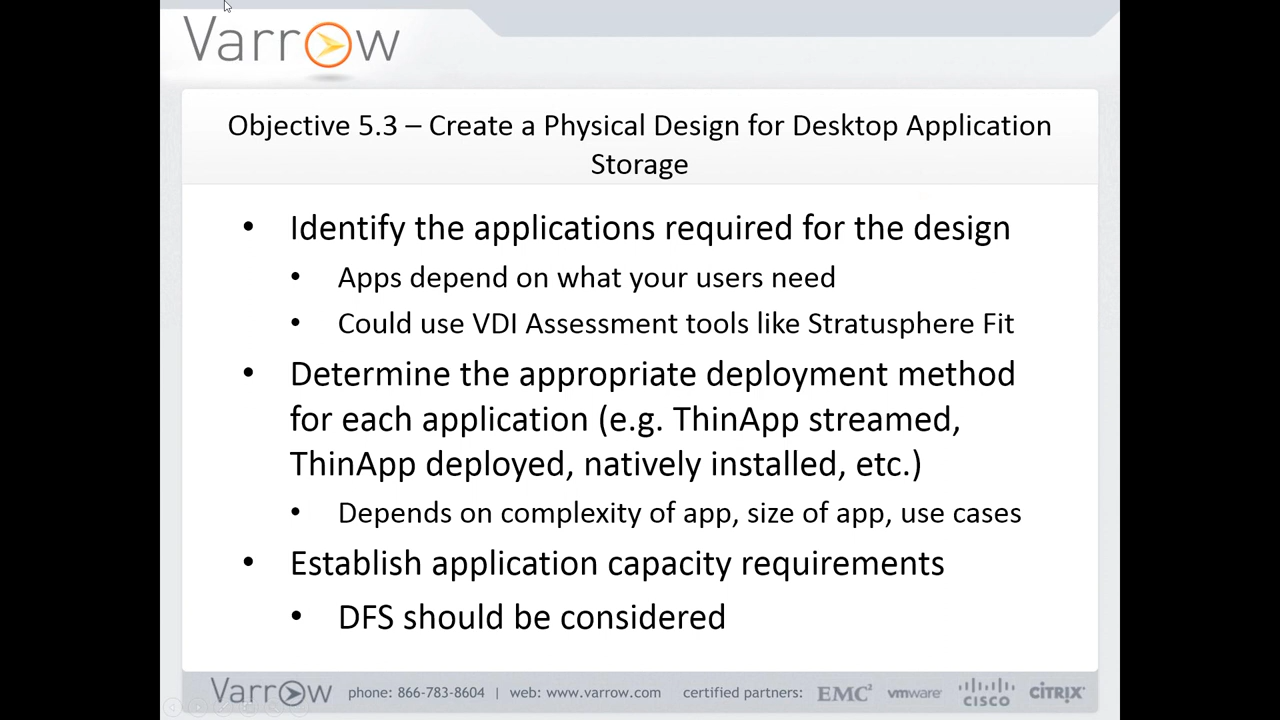 Varrow
Objective 5.3 – Create a Physical Design for Desktop Application
Storage
• Identify the applications required for the design
• Apps depend on what your users need
• Could use VDI Assessment tools like Stratusphere Fit
• Determine the appropriate deployment method
for each application (e.g. ThinApp streamed,
ThinApp deployed, natively installed, etc.)
• Depends on complexity of app, size of app, use cases
• Establish application capacity requirements
• DFS should be considered
Varrow phone: 866-783-8604 | web: www.varrow.com certified partners: EMC² vmware CISCO CITRIX